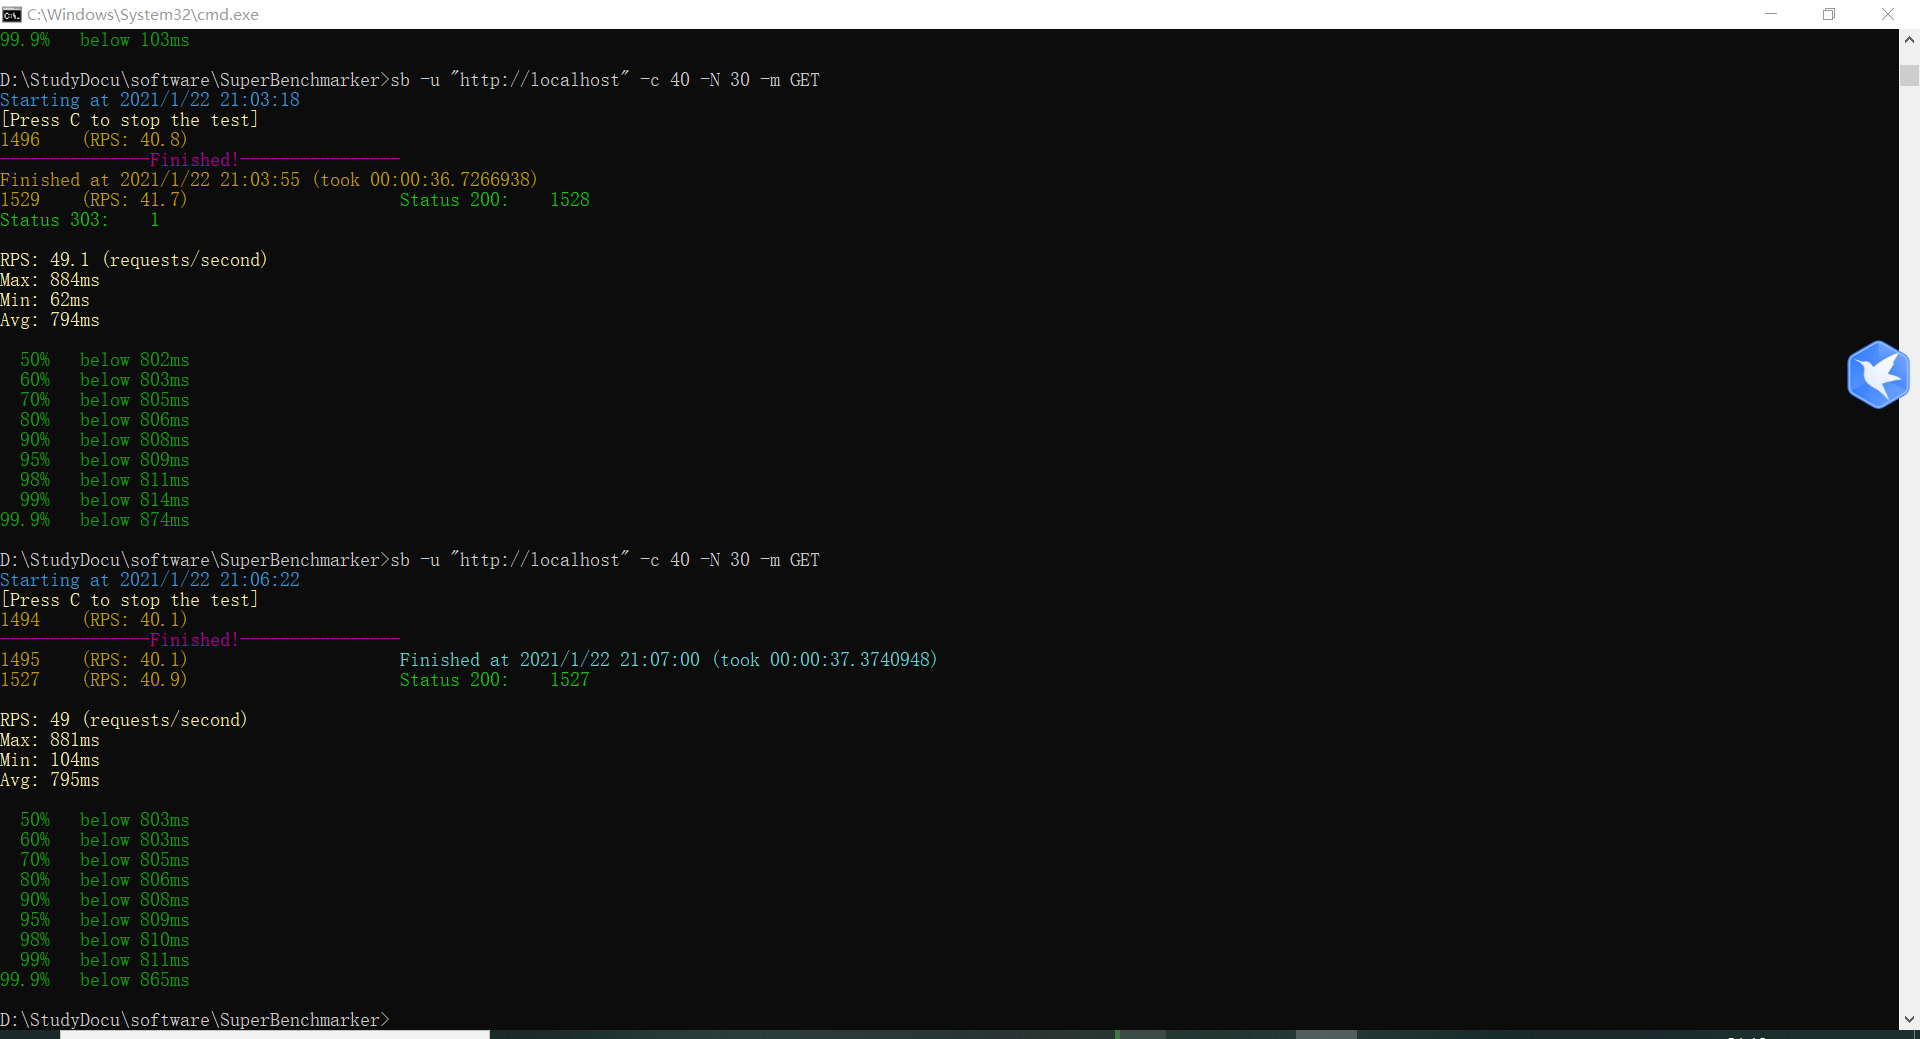 C:\Windows\System32\cmd.exe
99.9%   below 103ms
D:\StudyDocu\software\SuperBenchmarker>sb -u "http://localhost" -c 40 -N 30 -m GET
Starting at 2021/1/22 21:03:18
[Press C to stop the test]
1496    (RPS: 40.8)
---------------Finished!----------------
Finished at 2021/1/22 21:03:55 (took 00:00:36.7266938)
1529    (RPS: 41.7)                     Status 200:    1528
Status 303:    1
RPS: 49.1 (requests/second)
Max: 884ms
Min: 62ms
Avg: 794ms
  50%   below 802ms
  60%   below 803ms
  70%   below 805ms
  80%   below 806ms
  90%   below 808ms
  95%   below 809ms
  98%   below 811ms
  99%   below 814ms
99.9%   below 874ms
D:\StudyDocu\software\SuperBenchmarker>sb -u "http://localhost" -c 40 -N 30 -m GET
Starting at 2021/1/22 21:06:22
[Press C to stop the test]
1494    (RPS: 40.1)
---------------Finished!----------------
1495    (RPS: 40.1)                     Finished at 2021/1/22 21:07:00 (took 00:00:37.3740948)
1527    (RPS: 40.9)                     Status 200:    1527
RPS: 49 (requests/second)
Max: 881ms
Min: 104ms
Avg: 795ms
  50%   below 803ms
  60%   below 803ms
  70%   below 805ms
  80%   below 806ms
  90%   below 808ms
  95%   below 809ms
  98%   below 810ms
  99%   below 811ms
99.9%   below 865ms
D:\StudyDocu\software\SuperBenchmarker>